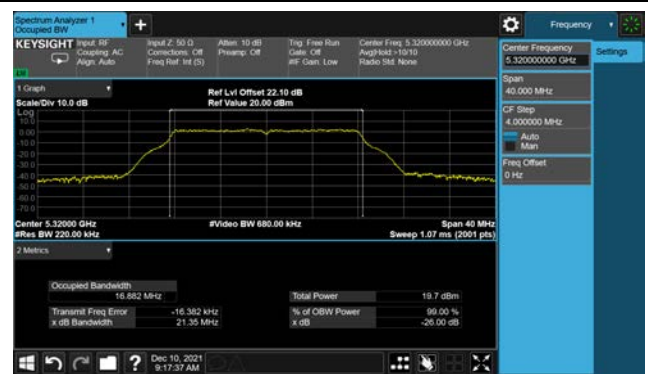 Spectrum Analyzer 1
Occupied BW
Frequency
KEYSIGHT
Input: RF
Coupling: AC
Align: Auto
Input Z: 50 Ω
Corrections: Off
Freq Ref: Int (S)
Atten: 10 dB
Preamp: Off
Trig: Free Run
Gate: Off
#IF Gain: Low
Center Freq: 5.320000000 GHz
Avg|Hold:>10/10
Radio Std: None
Center Frequency
5.320000000 GHz
Settings
Span
40.000 MHz
CF Step
4.000000 MHz
Auto
Man
Freq Offset
0 Hz
1 Graph
Scale/Div 10.0 dB
Ref Lvl Offset 22.10 dB
Ref Value 20.00 dBm
Log
10.0
0.00
-10.0
-20.0
-30.0
-40.0
-50.0
-60.0
-70.0
Center 5.32000 GHz
#Res BW 220.00 kHz
#Video BW 680.00 kHz
Span 40 MHz
Sweep 1.07 ms (2001 pts)
2 Metrics
Occupied Bandwidth
16.882 MHz
Total Power
19.7 dBm
Transmit Freq Error
-16.382 kHz
% of OBW Power
99.00 %
x dB Bandwidth
21.35 MHz
x dB
-26.00 dB
?
Dec 10, 2021
9:17:37 AM